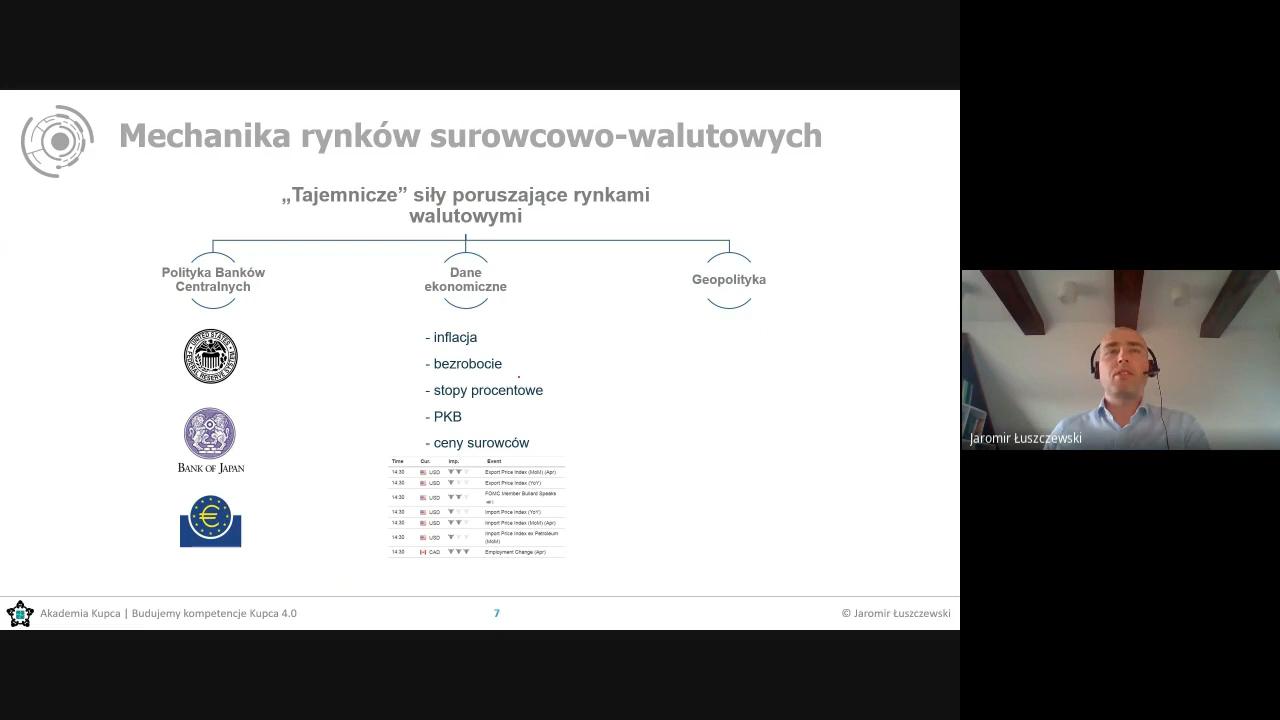 Mechanika rynków surowcowo-walutowych
„Tajemnicze” siły poruszające rynkami
walutowymi
Polityka Banków
Centralnych
Dane
ekonomiczne
Geopolityka
- inflacja
- bezrobocie
- stopy procentowe
- PKB
- ceny surowców
BANK OF JAPAN
Time Cur. Imp. Event
14:30 USD Export Price Index (MoM) (Apr)
14:30 USD Export Price Index (YoY)
14:30 USD FOMC Member Bullard Speaks
14:30 USD Import Price Index (YoY)
14:30 USD Import Price Index (MoM) (Apr)
14:30 USD Import Price Index ex Petroleum
(MoM)
14:30 CAD Employment Change (Apr)
Akademia Kupca | Budujemy kompetencje Kupca 4.0
7
© Jaromir Łuszczewski
Jaromir Łuszczewski